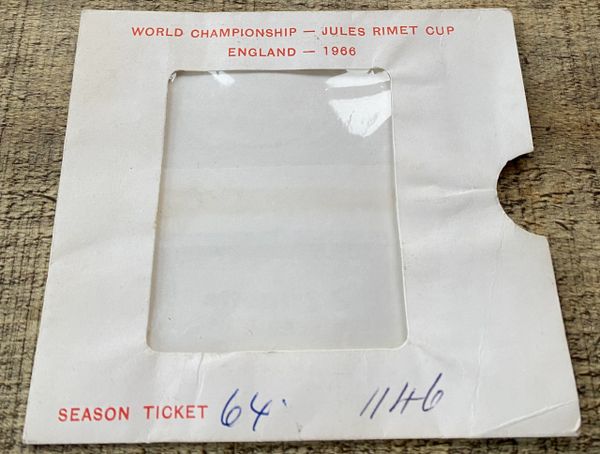 WORLD CHAMPIONSHIP — JULES RIMET CUP
ENGLAND — 1966
SEASON TICKET 64 1146